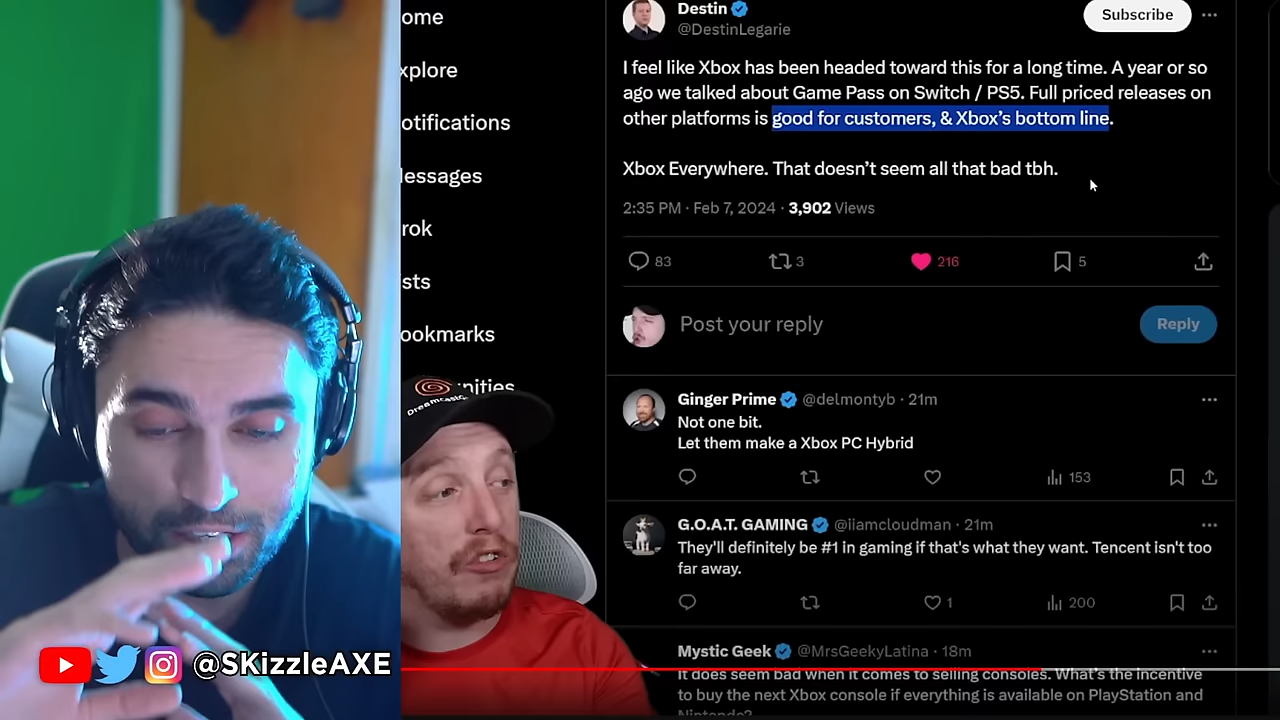 ome
xplore
otifications
lessages
rok
sts
ookmarks
nities
Destin
@DestinLegarie
Subscribe
I feel like Xbox has been headed toward this for a long time. A year or so
ago we talked about Game Pass on Switch / PS5. Full priced releases on
other platforms is good for customers, & Xbox's bottom line.
Xbox Everywhere. That doesn't seem all that bad tbh.
2:35 PM · Feb 7, 2024 · 3,902 Views
83 3 216 5
Post your reply
Reply
Ginger Prime @delmontyb · 21m
Not one bit.
Let them make a Xbox PC Hybrid
153
G.O.A.T. GAMING @iiamcloudman · 21m
They'll definitely be #1 in gaming if that's what they want. Tencent isn't too
far away.
1 200
Mystic Geek @MrsGeekyLatina · 18m
It does seem bad when it comes to selling consoles. What's the incentive
to buy the next Xbox console if everything is available on PlayStation and
Nintendo?
Dreamcast
@SKizzleAXE